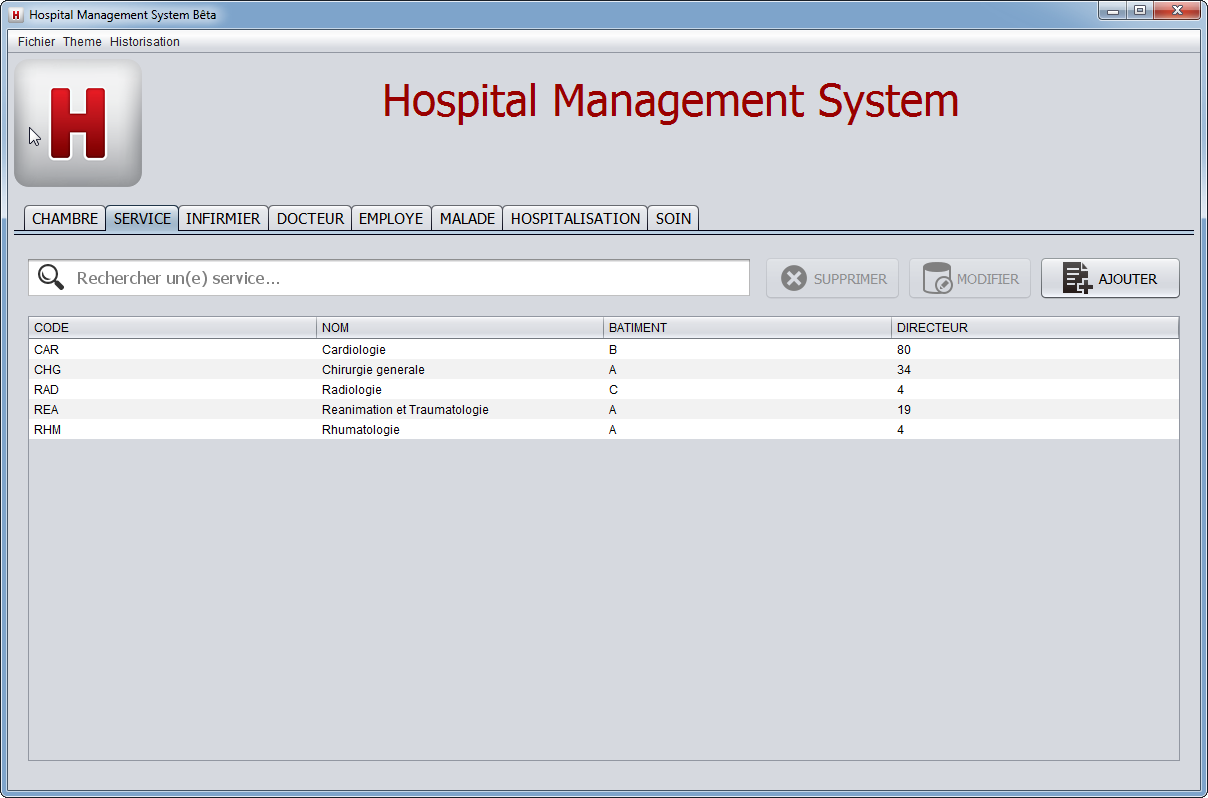 H Hospital Management System Bêta
Fichier Theme Historisation
H
Hospital Management System
CHAMBRE SERVICE INFIRMIER DOCTEUR EMPLOYE MALADE HOSPITALISATION SOIN
Rechercher un(e) service... SUPPRIMER MODIFIER AJOUTER
CODE NOM BATIMENT DIRECTEUR
CAR Cardiologie B 80
CHG Chirurgie generale A 34
RAD Radiologie C 4
REA Reanimation et Traumatologie A 19
RHM Rhumatologie A 4